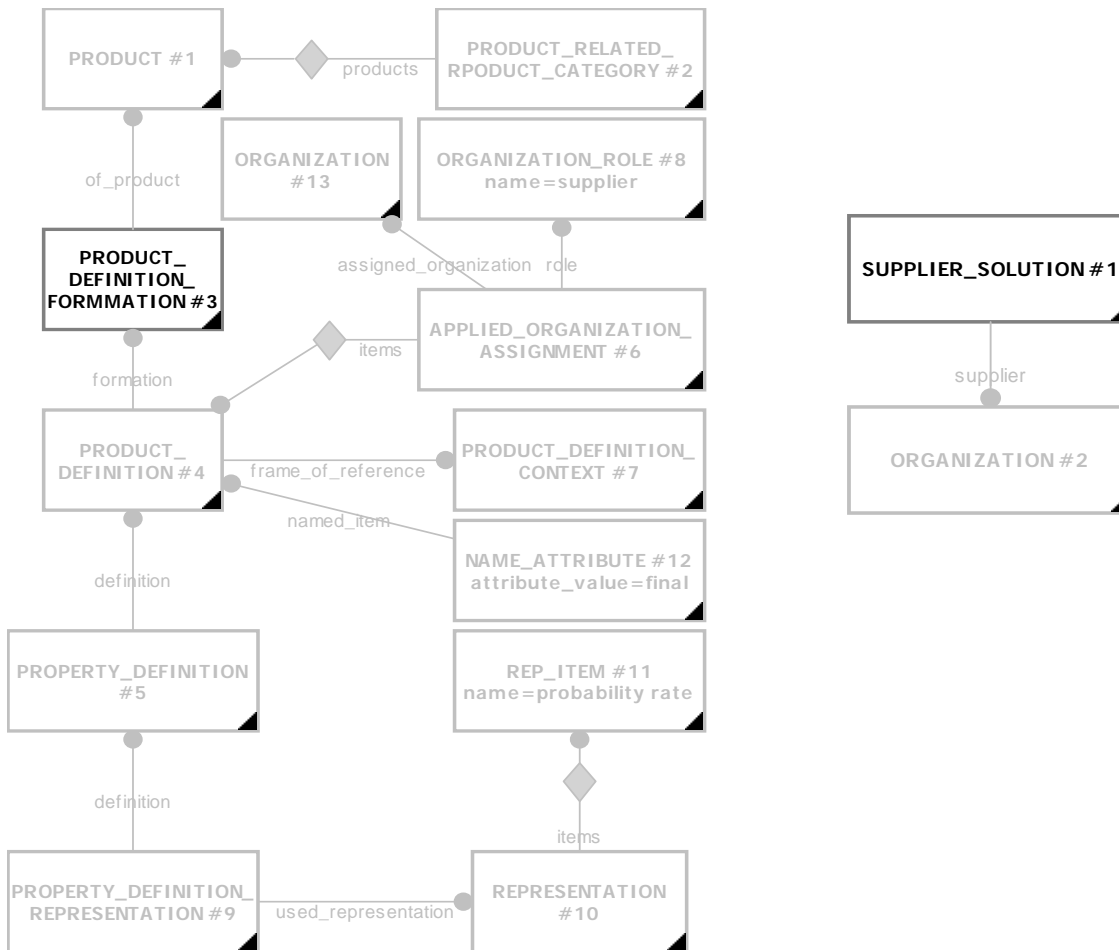 PRODUCT #1
products
PRODUCT_RELATED_
RPODUCT_CATEGORY #2
ORGANIZATION
#13
ORGANIZATION_ROLE #8
name=supplier
of_product
assigned_organization
role
PRODUCT_
DEFINITION_
FORMMATION #3
SUPPLIER_SOLUTION #1
APPLIED_ORGANIZATION_
ASSIGNMENT #6
items
formation
supplier
PRODUCT_
DEFINITION #4
frame_of_reference
PRODUCT_DEFINITION_
CONTEXT #7
ORGANIZATION #2
named_item
NAME_ATTRIBUTE #12
attribute_value=final
definition
PROPERTY_DEFINITION
#5
REP_ITEM #11
name=probability rate
definition
items
PROPERTY_DEFINITION_
REPRESENTATION #9
used_representation
REPRESENTATION
#10